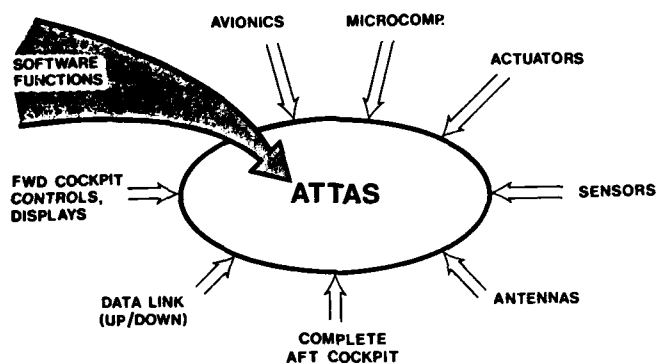 AVIONICS
MICROCOMP.
ACTUATORS
SOFTWARE
FUNCTIONS
FWD COCKPIT
CONTROLS,
DISPLAYS
ATTAS
SENSORS
DATA LINK
(UP/DOWN)
COMPLETE
AFT COCKPIT
ANTENNAS